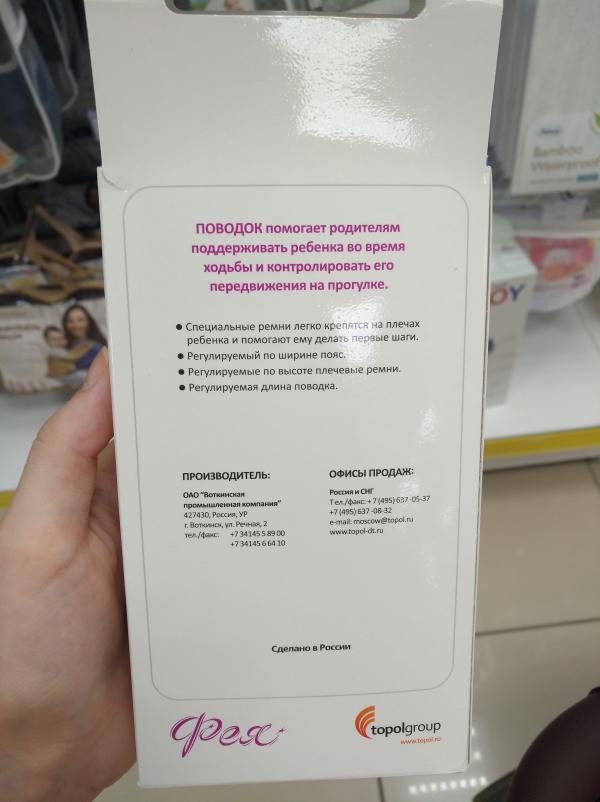 ПОВОДОК помогает родителям
поддерживать ребенка во время
ходьбы и контролировать его
передвижения на прогулке.
• Специальные ремни легко крепятся на плечах
ребенка и помогают ему делать первые шаги.
• Регулируемый по ширине пояс.
• Регулируемые по высоте плечевые ремни.
• Регулируемая длина поводка.
ПРОИЗВОДИТЕЛЬ:
ОАО "Воткинская
промышленная компания"
427430, Россия, УР
г. Воткинск, ул. Речная, 2
тел./факс: +7 34145 5 89 00
+7 34145 6 64 10
ОФИСЫ ПРОДАЖ:
Россия и СНГ
Тел./факс: +7 (495) 637 -05-37
+7 (495) 637 -08-32
e-mail: moscow@topol.ru
www.topol-dt.ru
Сделано в России
Фея
topolgroup
www.topol.ru
Bamboo
Waterproof
OY